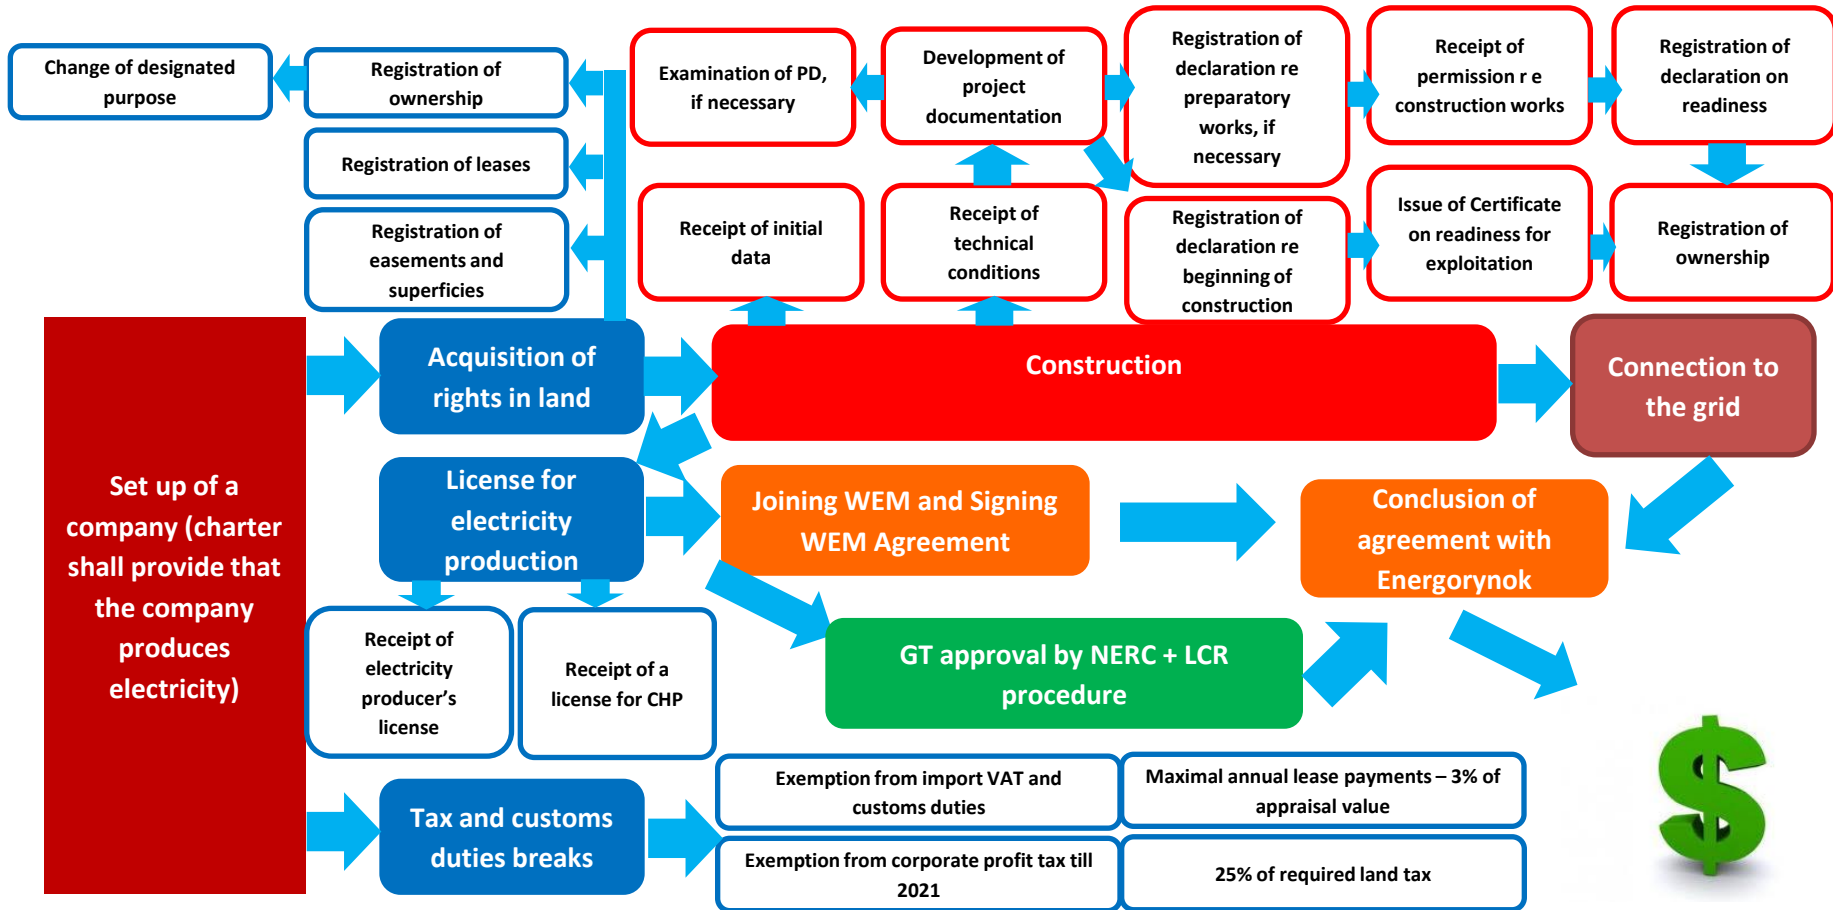 Change of designated
purpose
Registration of
ownership
Registration of leases
Registration of
easements and
superficies
Examination of PD,
if necessary
Development of
project
documentation
Registration of
declaration re
preparatory
works, if
necessary
Receipt of
permission r e
construction works
Registration of
declaration on
readiness
Receipt of initial
data
Receipt of
technical
conditions
Registration of
declaration re
beginning of
construction
Issue of Certificate
on readiness for
exploitation
Registration of
ownership
Set up of a
company (charter
shall provide that
the company
produces
electricity)
Acquisition of
rights in land
Construction
Connection to
the grid
License for
electricity
production
Joining WEM and Signing
WEM Agreement
Conclusion of
agreement with
Energorynok
Receipt of
electricity
producer’s
license
Receipt of a
license for CHP
GT approval by NERC + LCR
procedure
Tax and customs
duties breaks
Exemption from import VAT and
customs duties
Maximal annual lease payments – 3% of
appraisal value
Exemption from corporate profit tax till
2021
25% of required land tax
$